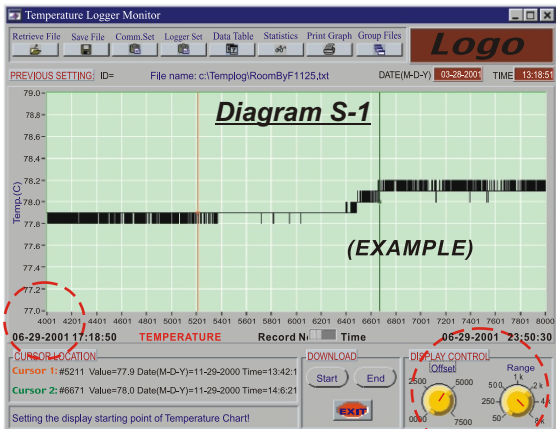 Temperature Logger Monitor
Retrieve File Save File Comm.Set Logger Set Data Table Statistics Print Graph Group Files
Logo
PREVIOUS SETTING: ID= File name: c:\Templog\RoomByF1125,txt DATE(M-D-Y) 03-28-2001 TIME 13:18:51
Diagram S-1
79.0
78.8
78.6
78.4
78.2
78.0
77.8
77.6
77.4
77.2
77.0
Temp.(C)
(EXAMPLE)
4001 4201 4401 4601 4801 5001 5201 5401 5601 5801 6001 6201 6401 6601 6801 7000 7200 7400 7600 7800 8000
06-29-2001 17:18:50 TEMPERATURE Record N Time 06-29-2001 23:50:30
CURSOR LOCATION
Cursor 1: #5211 Value=77.9 Date(M-D-Y)=11-29-2000 Time=13:42:1
Cursor 2: #6671 Value=78.0 Date(M-D-Y)=11-29-2000 Time=14:6:21
Setting the display starting point of Temperature Chart!
DOWNLOAD
Start End
EXIT
DISPLAY CONTROL
Offset
2500 5000
0000 7500
Range
1 k
500 2 k
250 4 k
50 8k